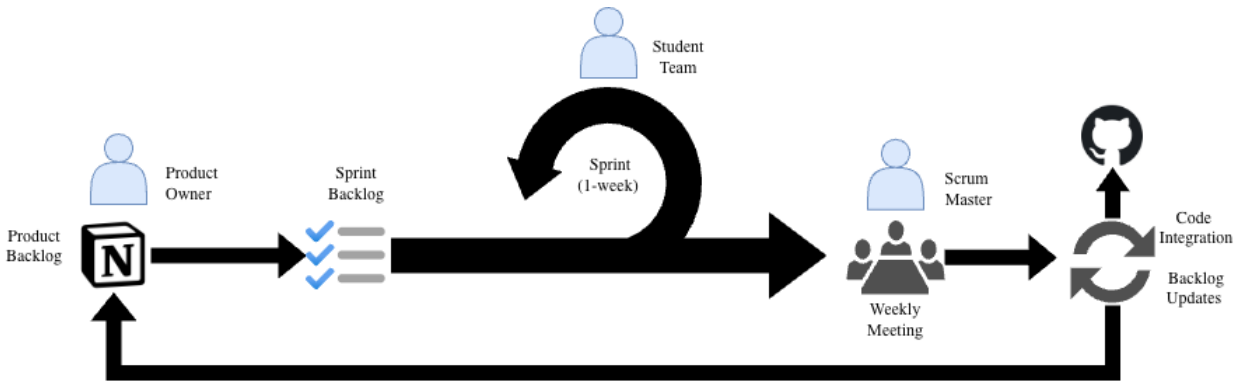 Student
Team
Product
Owner
Sprint
Backlog
Sprint
(1-week)
Scrum
Master
Product
Backlog
N
Weekly
Meeting
Code
Integration
Backlog
Updates